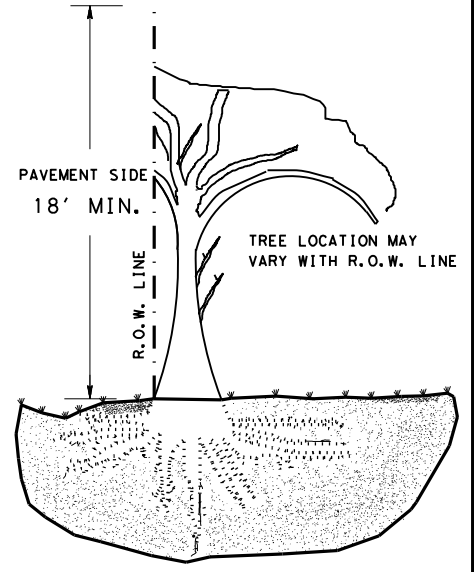 PAVEMENT SIDE
18' MIN.
R.O.W. LINE
TREE LOCATION MAY
VARY WITH R.O.W. LINE